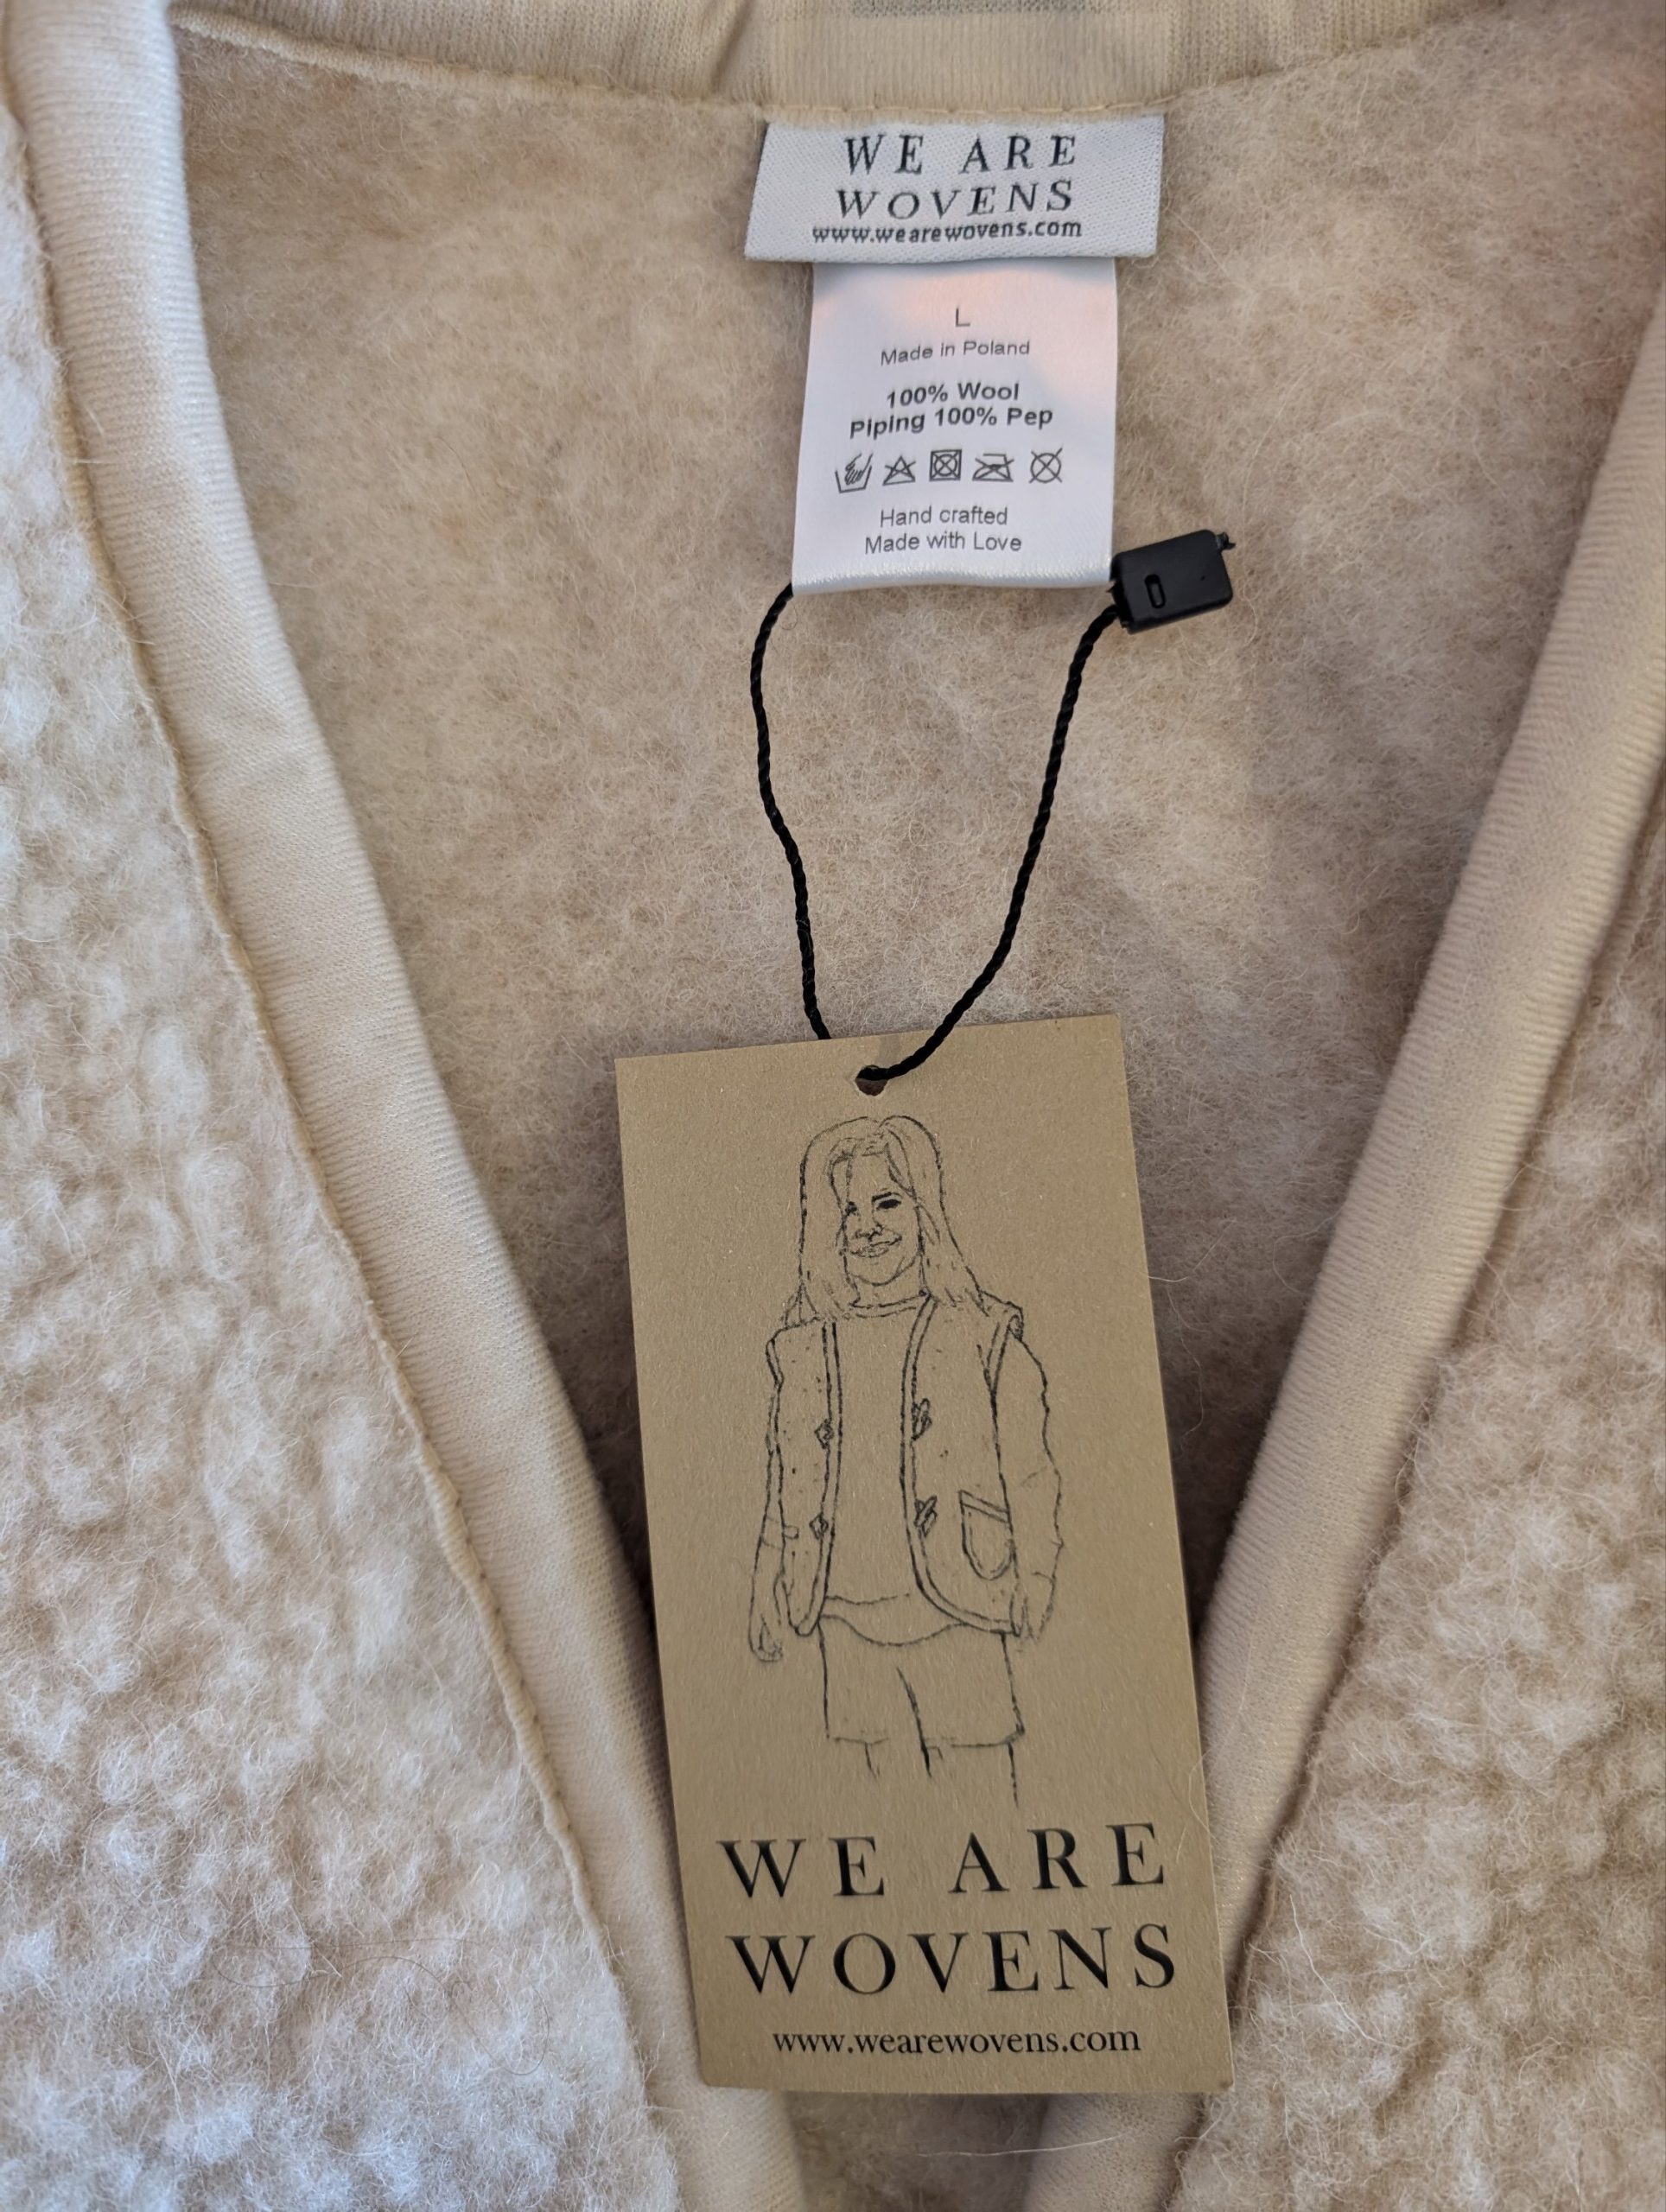 WE ARE
WOVENS
www.wearewovens.com
L
Made in Poland
100% Wool
Piping 100% Pep
Hand crafted
Made with Love
WE ARE
WOVENS
www.wearewovens.com